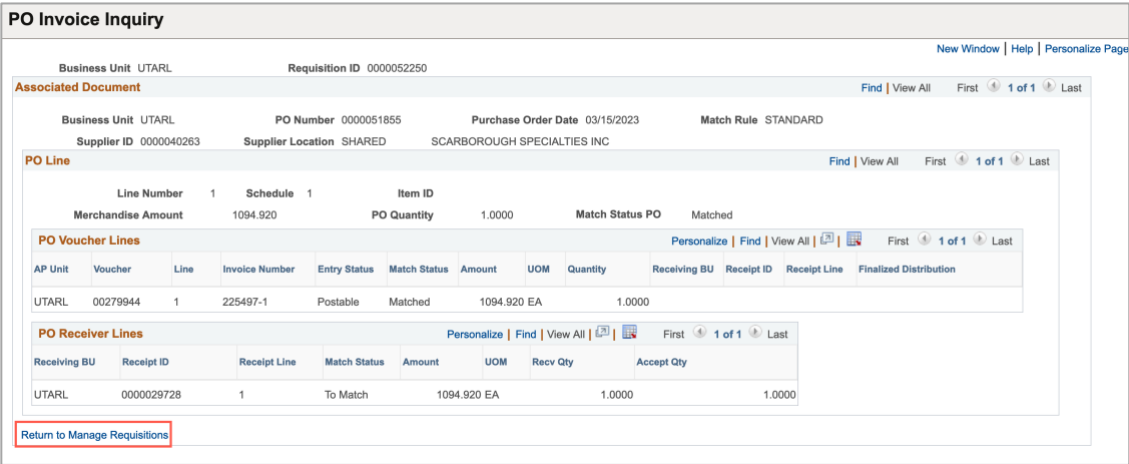 PO Invoice Inquiry
New Window | Help | Personalize Page
Business Unit UTARL Requisition ID 0000052250
Associated Document Find | View All First 1 of 1 Last
Business Unit UTARL PO Number 0000051855 Purchase Order Date 03/15/2023 Match Rule STANDARD
Supplier ID 0000040263 Supplier Location SHARED SCARBOROUGH SPECIALTIES INC
PO Line Find | View All First 1 of 1 Last
Line Number 1 Schedule 1 Item ID
Merchandise Amount 1094.920 PO Quantity 1.0000 Match Status PO Matched
PO Voucher Lines Personalize | Find | View All | | First 1 of 1 Last
AP Unit Voucher Line Invoice Number Entry Status Match Status Amount UOM Quantity Receiving BU Receipt ID Receipt Line Finalized Distribution
UTARL 00279944 1 225497-1 Postable Matched 1094.920 EA 1.0000
PO Receiver Lines Personalize | Find | View All | | First 1 of 1 Last
Receiving BU Receipt ID Receipt Line Match Status Amount UOM Recv Qty Accept Qty
UTARL 0000029728 1 To Match 1094.920 EA 1.0000 1.0000
Return to Manage Requisitions